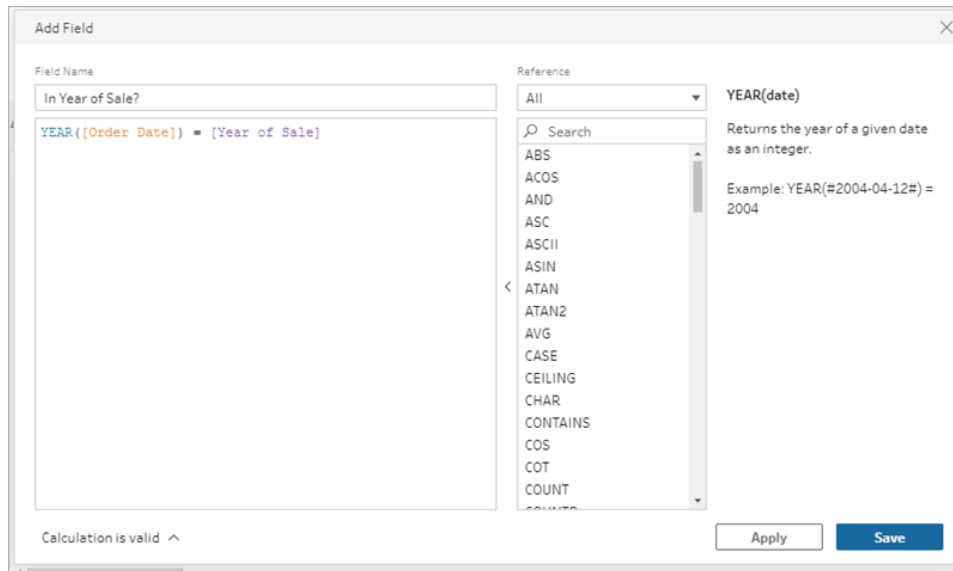 Add Field
Field Name
In Year of Sale?
YEAR([Order Date]) = [Year of Sale]
Reference
All
Search
ABS
ACOS
AND
ASC
ASCII
ASIN
ATAN
ATAN2
AVG
CASE
CEILING
CHAR
CONTAINS
COS
COT
COUNT
YEAR(date)
Returns the year of a given date
as an integer.
Example: YEAR(#2004-04-12#) =
2004
Calculation is valid
Apply
Save